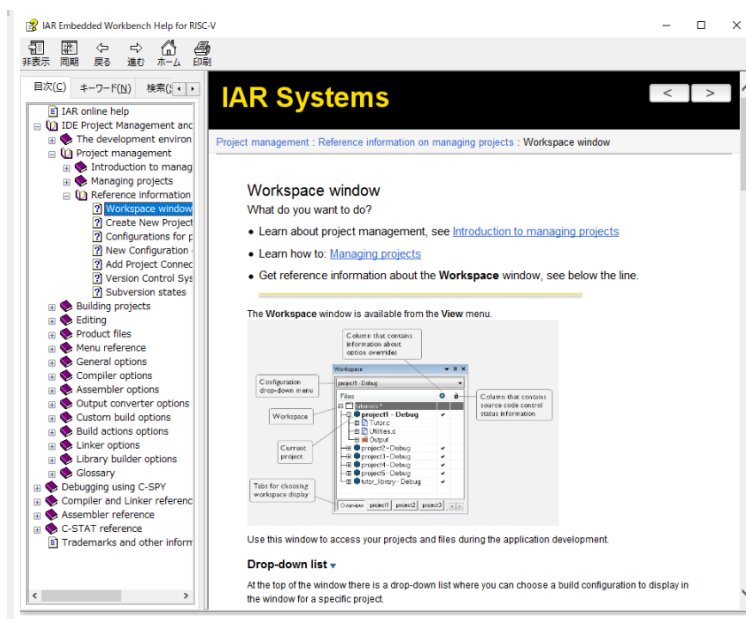 IAR Embedded Workbench Help for RISC-V
非表示 同期 戻る 進む ホーム 印刷
目次(C) キーワード(N) 検索(
IAR online help
IDE Project Management and
The development environ
Project management
Introduction to manag
Managing projects
Reference information
Workspace window
Create New Project
Configurations for p
New Configuration
Add Project Connec
Version Control Sys
Subversion states
Building projects
Editing
Product files
Menu reference
General options
Compiler options
Assembler options
Output converter options
Custom build options
Build actions options
Linker options
Library builder options
Glossary
Debugging using C-SPY
Compiler and Linker referenc
Assembler reference
C-STAT reference
Trademarks and other inform
IAR Systems
< >
Project management : Reference information on managing projects : Workspace window
Workspace window
What do you want to do?
• Learn about project management, see Introduction to managing projects
• Learn how to: Managing projects
• Get reference information about the Workspace window, see below the line.
The Workspace window is available from the View menu.
Column that contains
information about
option overrides
Configuration
drop-down menu
Workspace
Current
project
Tabs for choosing
workspace display
Workspace
project1 - Debug
Files
tutorials *
project1 - Debug
Tutor.c
Utilities.c
Output
project2 - Debug
project3 - Debug
project4 - Debug
project5 - Debug
tutor_library - Debug
Overview project1 project2 project3
Column that contains
source code control
status information
Use this window to access your projects and files during the application development.
Drop-down list
At the top of the window there is a drop-down list where you can choose a build configuration to display in
the window for a specific project.